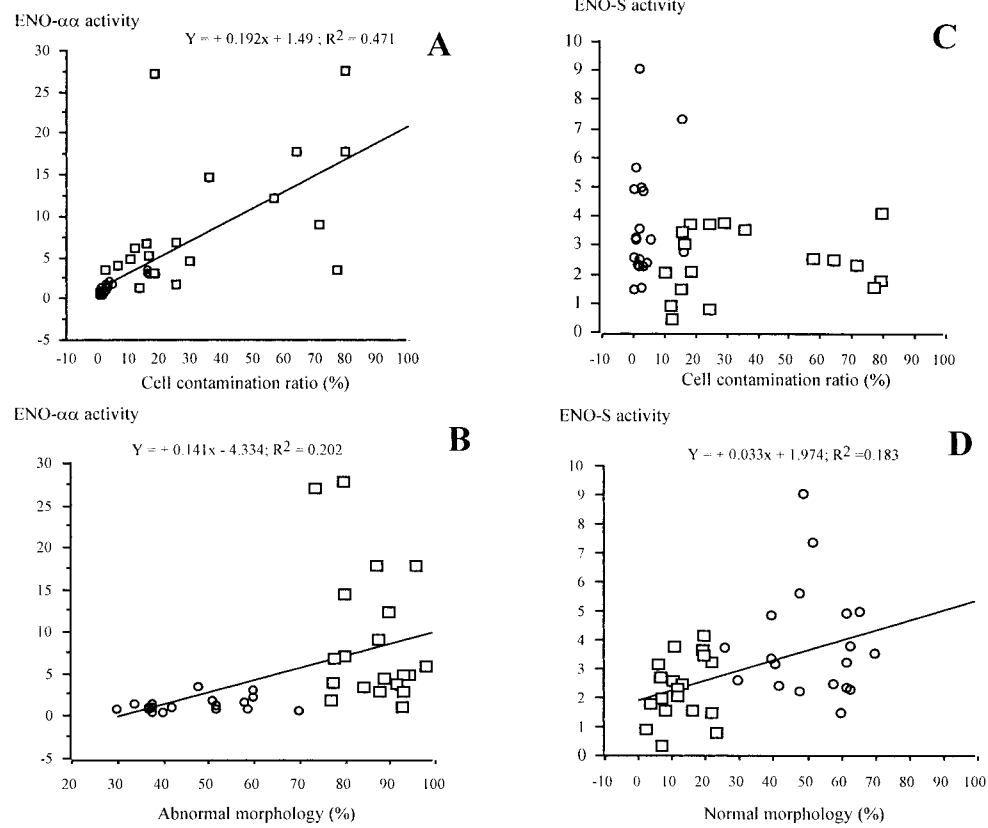 ENO-αα activity
Y = + 0.192x + 1.49 ; R2 = 0.471
A
30
25
20
15
10
5
0
-5
-10 0 10 20 30 40 50 60 70 80 90 100
Cell contamination ratio (%)
ENO-S activity
C
10
9
8
7
6
5
4
3
2
1
0
-10 0 10 20 30 40 50 60 70 80 90 100
Cell contamination ratio (%)
ENO-αα activity
Y = + 0.141x - 4.334; R2 = 0.202
B
30
25
20
15
10
5
0
-5
20 30 40 50 60 70 80 90 100
Abnormal morphology (%)
ENO-S activity
Y = + 0.033x + 1.974; R2 =0.183
D
10
9
8
7
6
5
4
3
2
1
0
-10 0 10 20 30 40 50 60 70 80 90 100
Normal morphology (%)